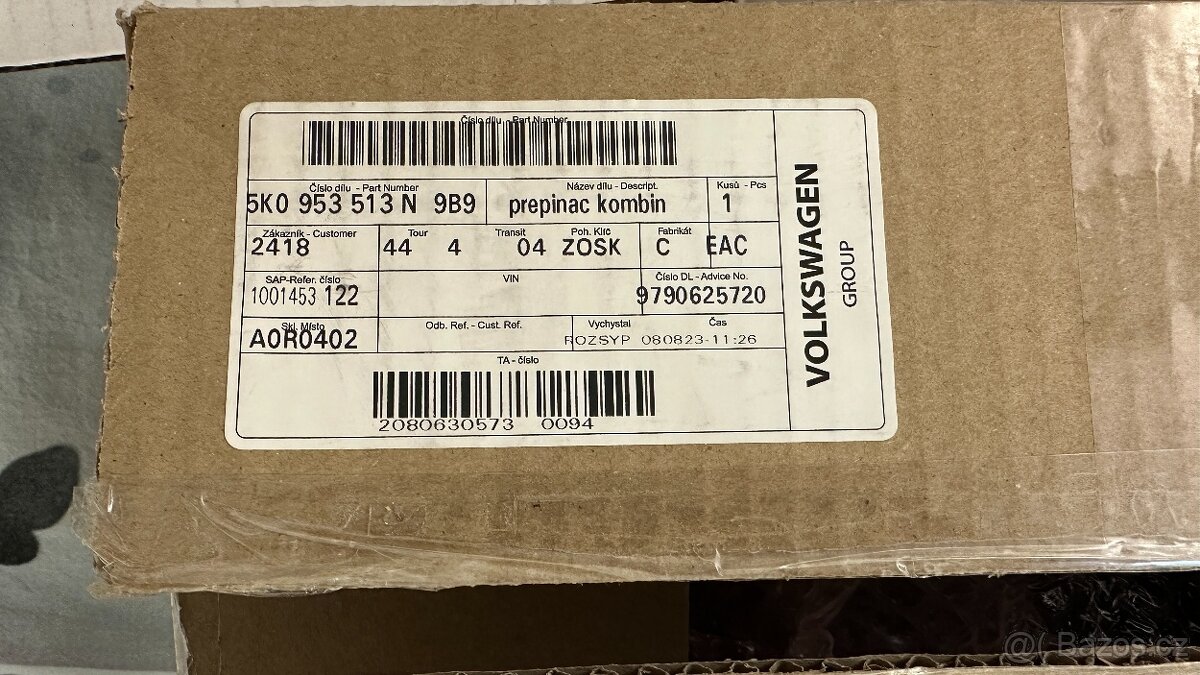 Číslo dílu - Part Number
Číslo dílu - Part Number
Název dílu - Descript.
Kusů - Pcs
5K0 953 513 N 9B9
prepinac kombin
1
Zákazník - Customer
Tour
Transit
Poh. Klíč
Fabrikát
2418
44 4
04 ZOSK
C EAC
SAP-Refer. číslo
VIN
Číslo DL - Advice No.
1001453 122
9790625720
Skl. Místo
Odb. Ref. - Cust. Ref.
Vychystal
Čas
A0R0402
ROZSYP 080823-11:26
TA - číslo
2080630573 0094
VOLKSWAGEN
GROUP
Bazos.cz